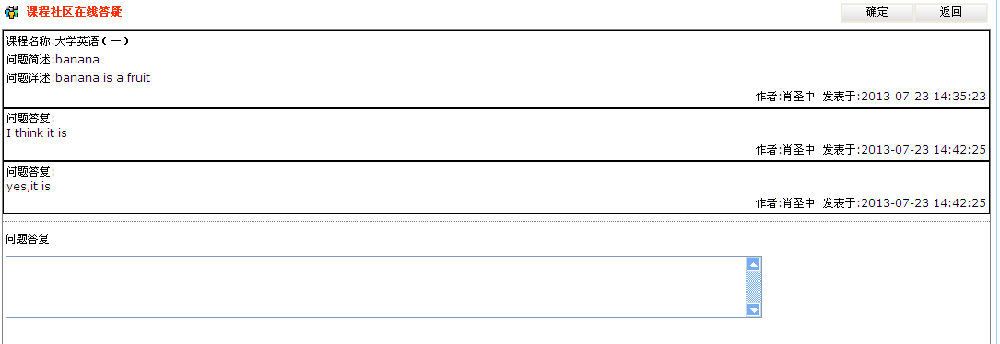 课程社区在线答疑
确定
返回
课程名称:大学英语（一）
问题简述:banana
问题详述:banana is a fruit
作者:肖圣中 发表于:2013-07-23 14:35:23
问题答复:
I think it is
作者:肖圣中 发表于:2013-07-23 14:42:25
问题答复:
yes,it is
作者:肖圣中 发表于:2013-07-23 14:42:25
问题答复